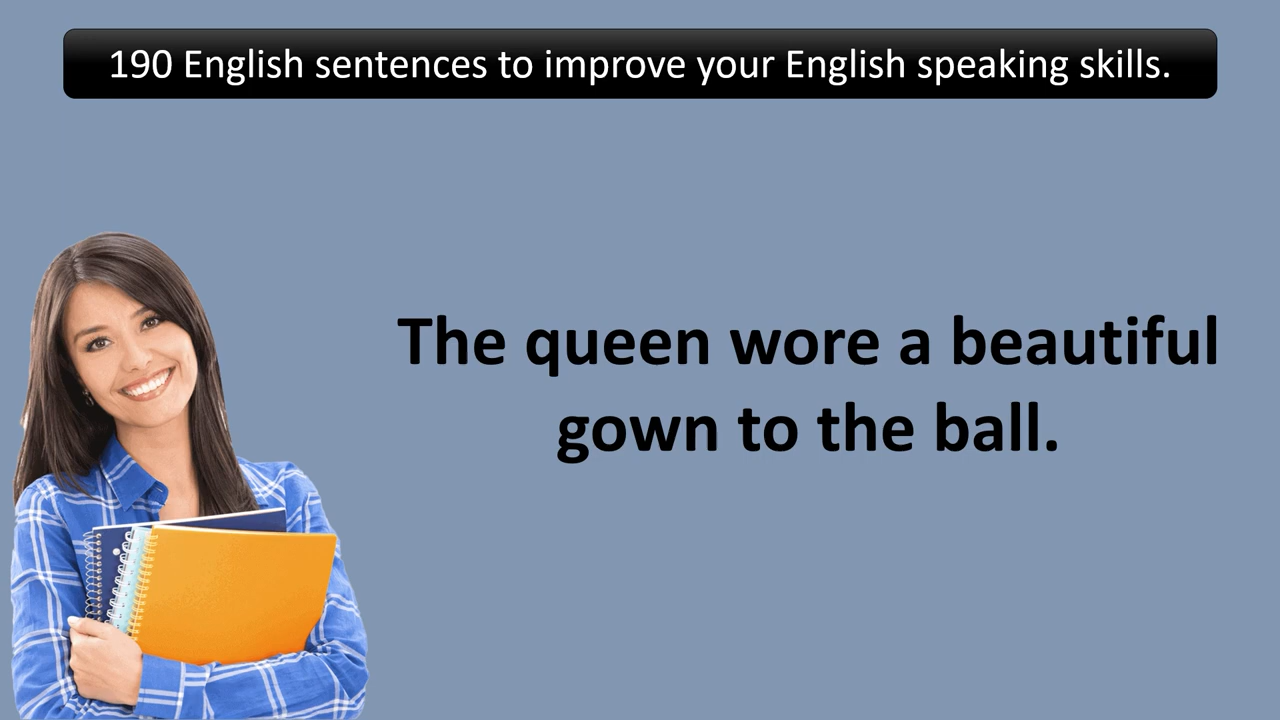 190 English sentences to improve your English speaking skills.
The queen wore a beautiful
gown to the ball.